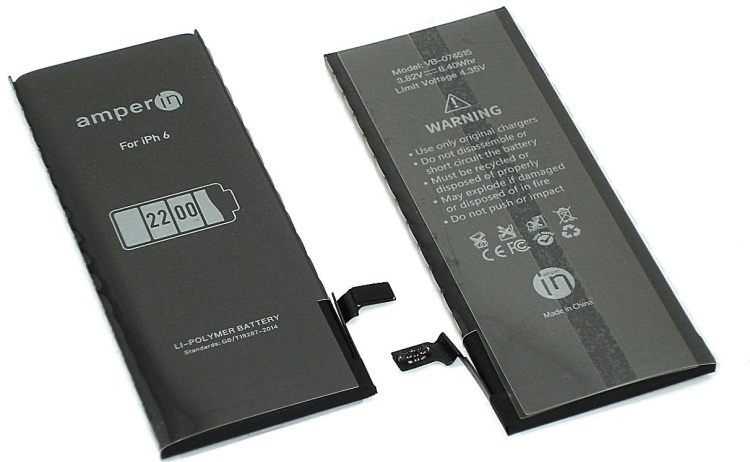 amperin
For iPh 6
2200
LI-POLYMER BATTERY
Standards: GB/T18287-2014
Model: VB-074515
3.82V⎓8.40Whr
Limit Voltage 4.35V
WARNING
• Use only original chargers
• Do not disassemble or
short circuit the battery
• Must be recycled or
disposed of properly
• May explode if damaged
or disposed of in fire
• Do not push or impact
CE FC
amper
in
Made in China